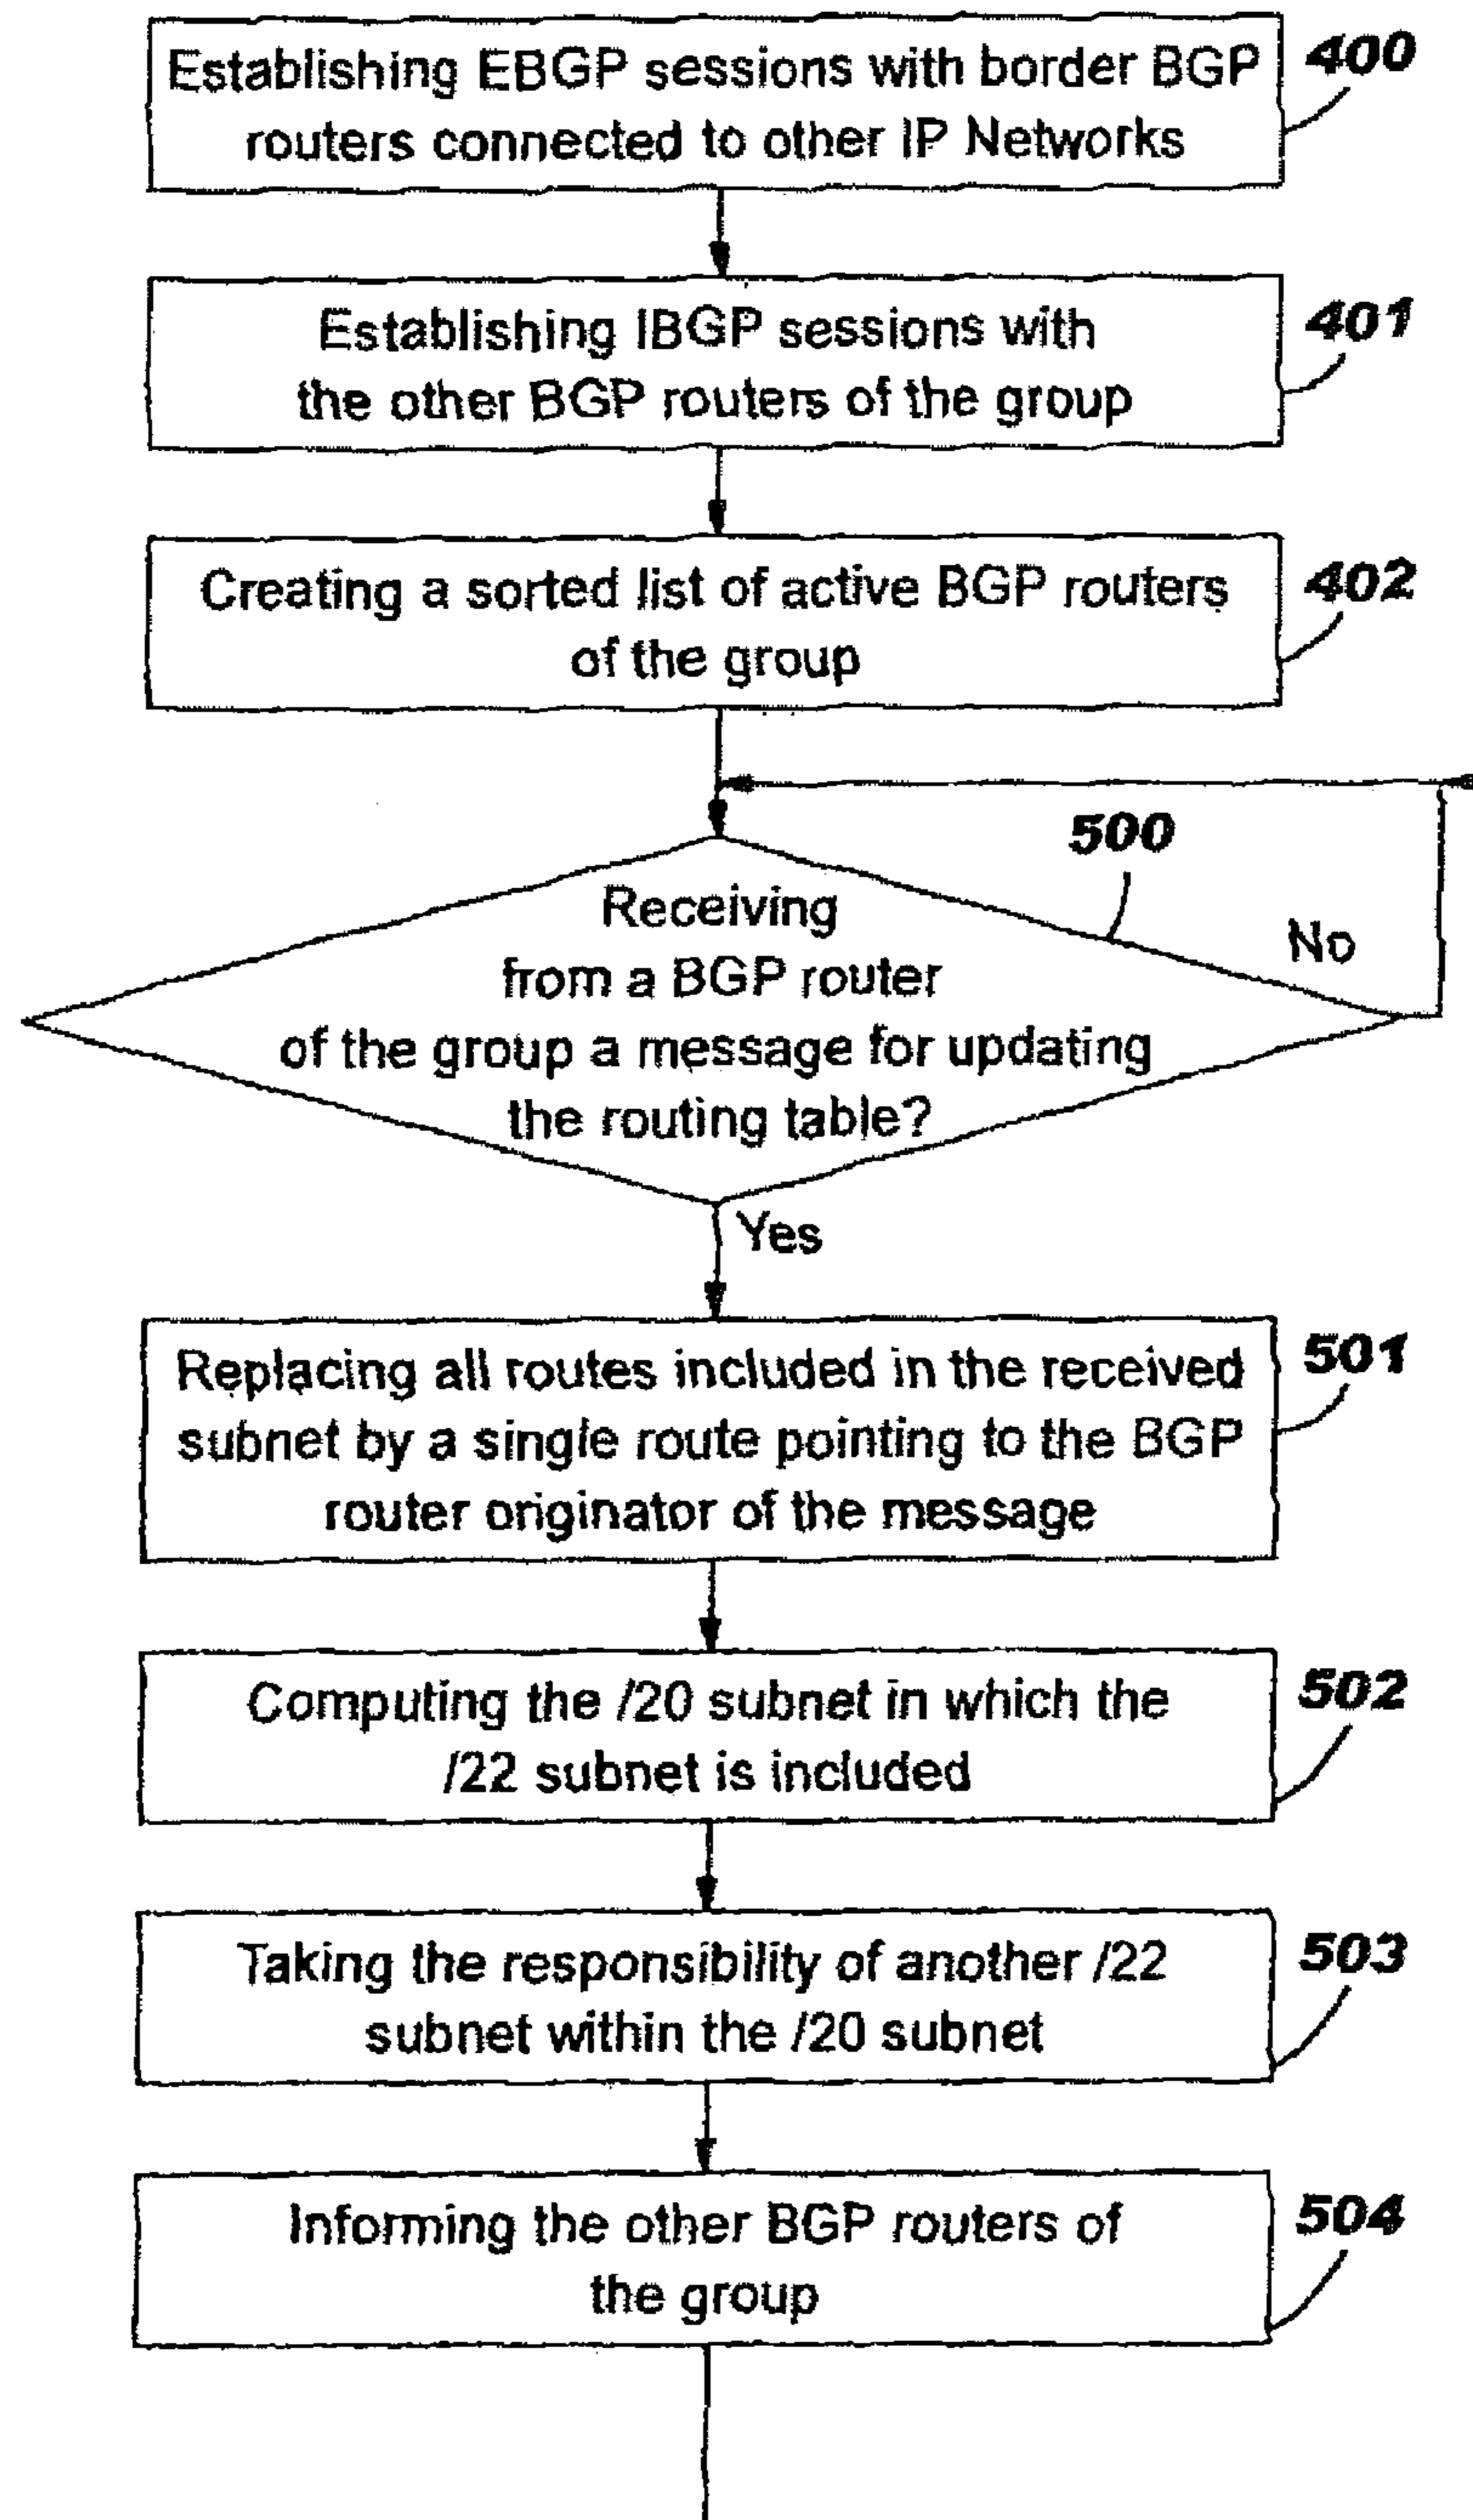 Establishing EBGP sessions with border BGP
routers connected to other IP Networks
400
Establishing IBGP sessions with
the other BGP routers of the group
401
Creating a sorted list of active BGP routers
of the group
402
500
Receiving
from a BGP router
of the group a message for updating
the routing table?
No
Yes
Replacing all routes included in the received
subnet by a single route pointing to the BGP
router originator of the message
501
Computing the /20 subnet in which the
/22 subnet is included
502
Taking the responsibility of another /22
subnet within the /20 subnet
503
Informing the other BGP routers of
the group
504